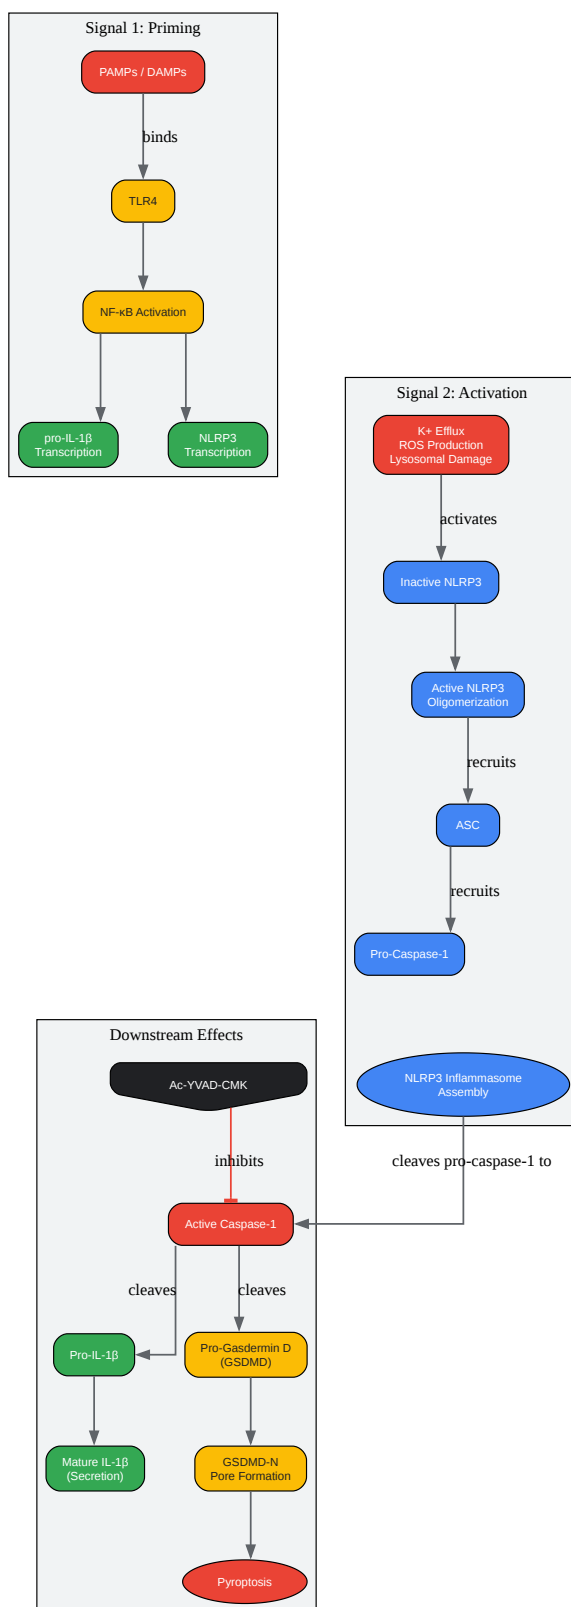 Signal 1: Priming
PAMPs / DAMPs
binds
TLR4
NF-κB Activation
pro-IL-1β
Transcription
NLRP3
Transcription
Signal 2: Activation
K+ Efflux
ROS Production
Lysosomal Damage
activates
Inactive NLRP3
Active NLRP3
Oligomerization
recruits
ASC
recruits
Pro-Caspase-1
NLRP3 Inflammasome
Assembly
cleaves pro-caspase-1 to
Downstream Effects
Ac-YVAD-CMK
inhibits
Active Caspase-1
cleaves
cleaves
Pro-IL-1β
Pro-Gasdermin D
(GSDMD)
Mature IL-1β
(Secretion)
GSDMD-N
Pore Formation
Pyroptosis